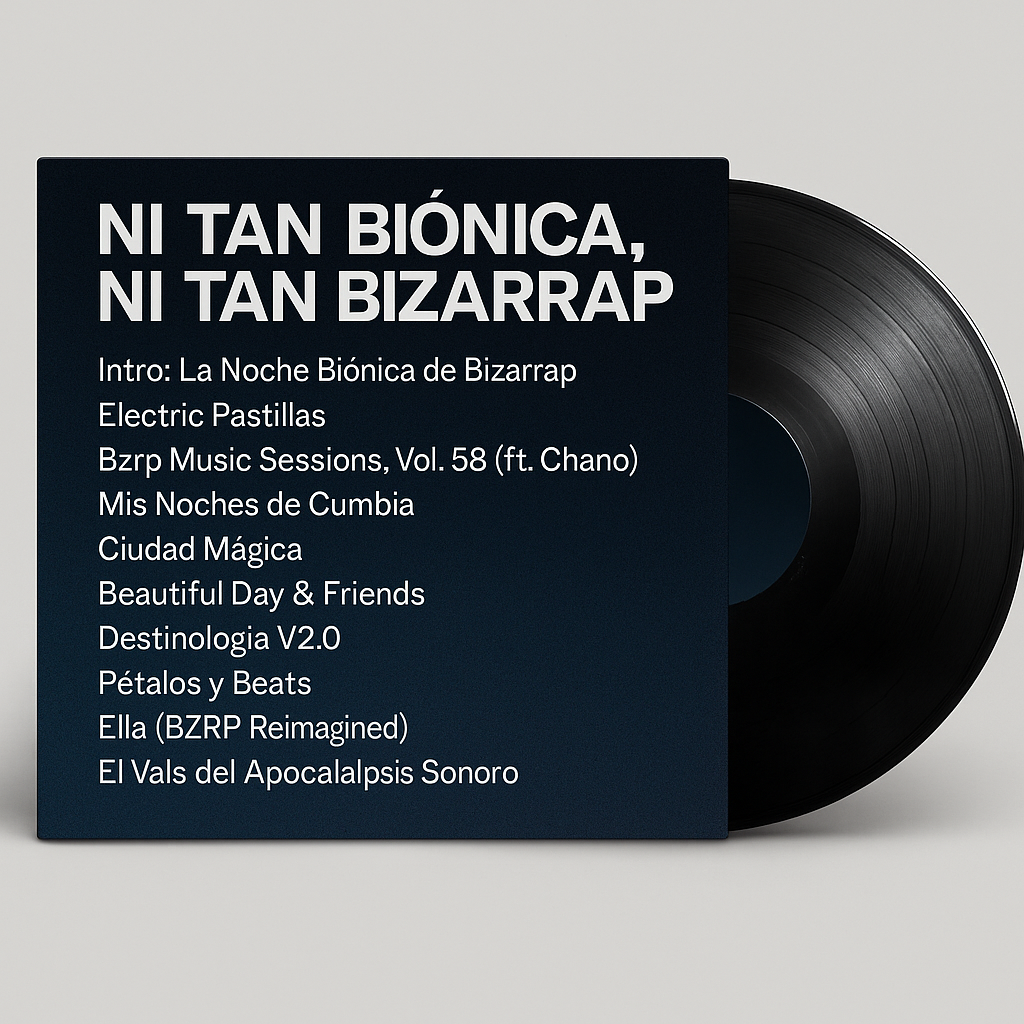 NI TAN BIÓNICA,
NI TAN BIZARRAP
Intro: La Noche Biónica de Bizarrap
Electric Pastillas
Bzrp Music Sessions, Vol. 58 (ft. Chano)
Mis Noches de Cumbia
Ciudad Mágica
Beautiful Day & Friends
Destinologia V2.0
Pétalos y Beats
Ella (BZRP Reimagined)
El Vals del Apocalalpsis Sonoro